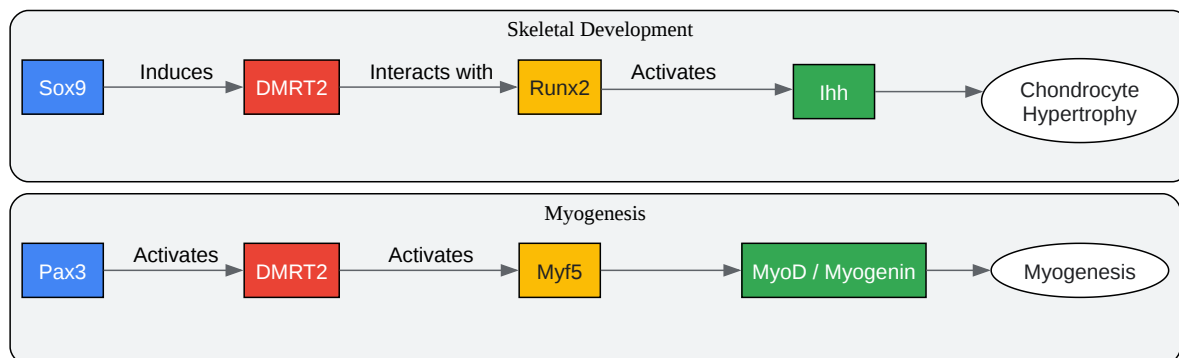 Skeletal Development
Sox9
Induces
DMRT2
Interacts with
Runx2
Activates
Ihh
Chondrocyte
Hypertrophy
Myogenesis
Pax3
Activates
DMRT2
Activates
Myf5
MyoD / Myogenin
Myogenesis